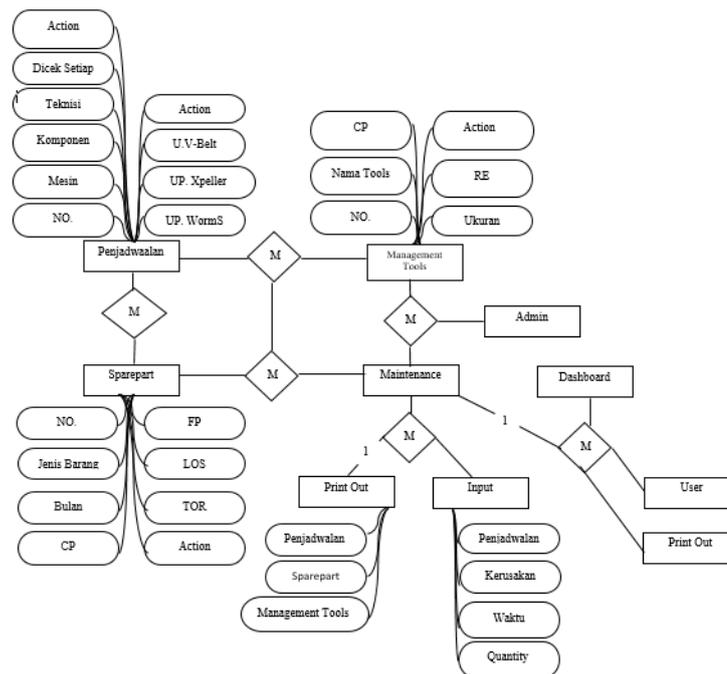 Action
Dicek Setiap
Teknisi
Komponen
Mesin
NO.
Action
U.V-Belt
UP. Xpeller
UP. WormS
CP
Nama Tools
NO.
Action
RE
Ukuran
Penjadwaalan
M
Management
Tools
M
M
Admin
Sparepart
M
Maintenance
Dashboard
NO.
Jenis Barang
Bulan
CP
FP
LOS
TOR
Action
M
1
1
M
Print Out
Input
User
Print Out
Penjadwalan
Sparepart
Management Tools
Penjadwalan
Kerusakan
Waktu
Quantity